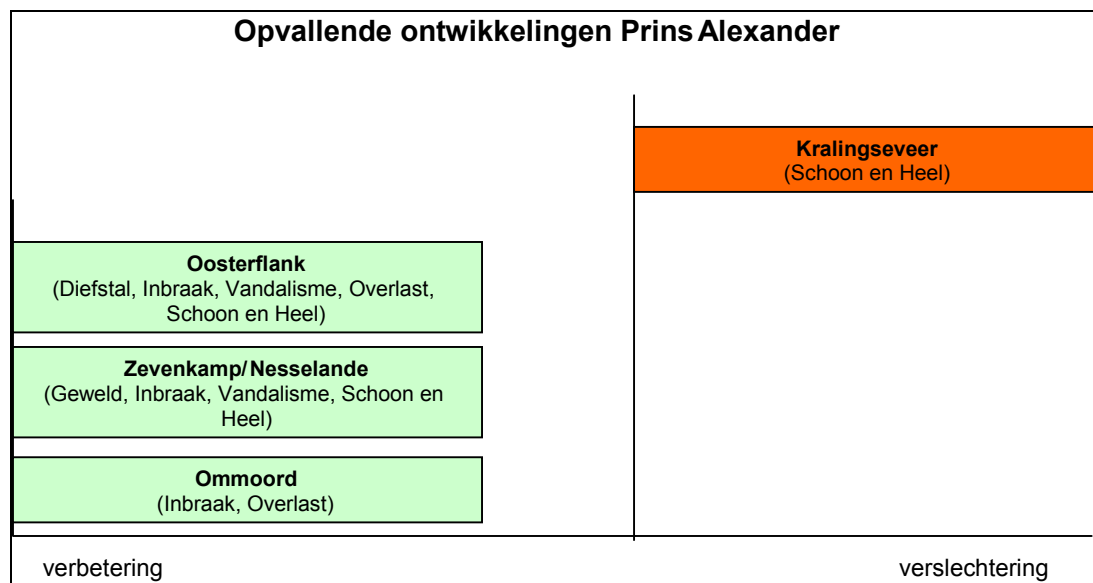 Opvallende ontwikkelingen Prins Alexander
Kralingseveer
(Schoon en Heel)
Oosterflank
(Diefstal, Inbraak, Vandalisme, Overlast,
Schoon en Heel)
Zevenkamp/Nesselande
(Geweld, Inbraak, Vandalisme, Schoon en
Heel)
Ommoord
(Inbraak, Overlast)
verbetering
verslechtering